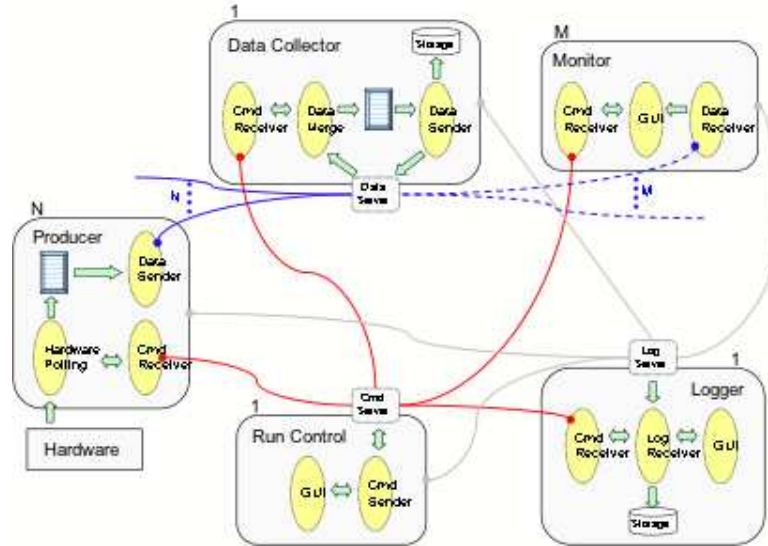 1
Data Collector
Storage
Cmd
Receiver
Data
Merge
Data
Sender
Data
Server
M
Monitor
Cmd
Receiver
GUI
Data
Receiver
N
M
N
Producer
Data
Sender
Hardware
Polling
Cmd
Receiver
Hardware
Cmd
Server
1
Run Control
GUI
Cmd
Sender
Log
Server
1
Logger
Cmd
Receiver
Log
Receiver
GUI
Storage